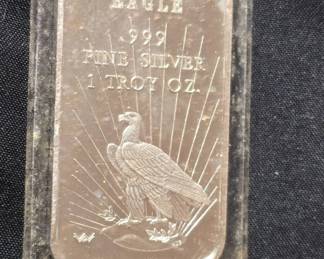 EAGLE
.999
FINE SILVER
1 TROY OZ.